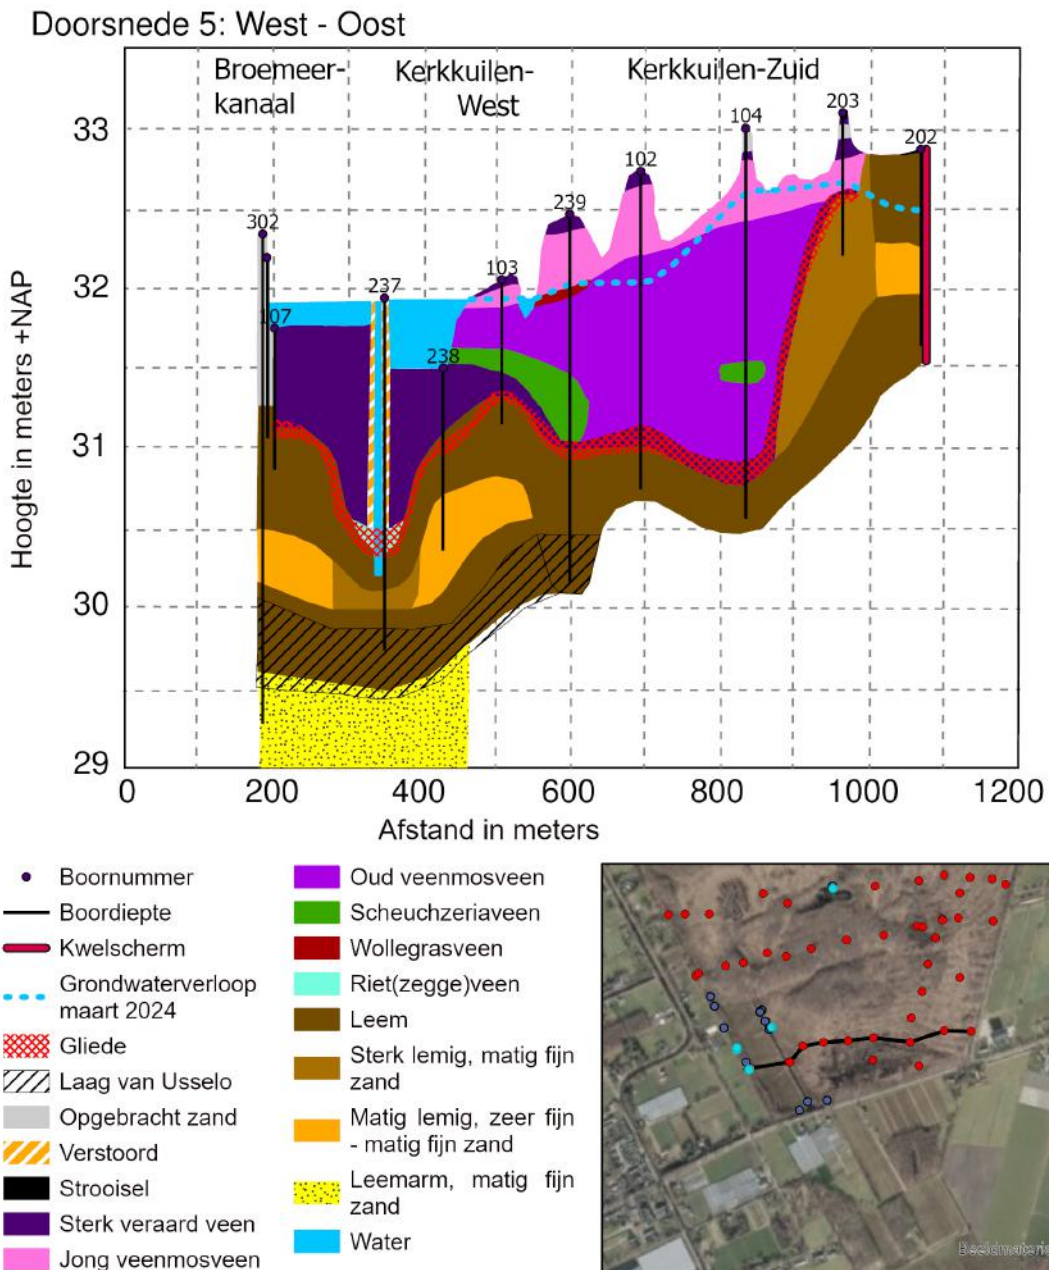 Doorsnede 5: West - Oost
Broemeer-
kanaal
Kerkkuilen-
West
Kerkkuilen-Zuid
33
32
31
30
29
Hoogte in meters +NAP
302
107
237
238
103
239
102
104
203
202
0
200
400
600
800
1000
1200
Afstand in meters
Boornummer
Boordiepte
Kwelscherm
Grondwaterverloop
maart 2024
Gliede
Laag van Usselo
Opgebracht zand
Verstoord
Strooisel
Sterk veraard veen
Jong veenmosveen
Oud veenmosveen
Scheuchzeriaveen
Wollegrasveen
Riet(zegge)veen
Leem
Sterk lemig, matig fijn
zand
Matig lemig, zeer fijn
- matig fijn zand
Leemarm, matig fijn
zand
Water